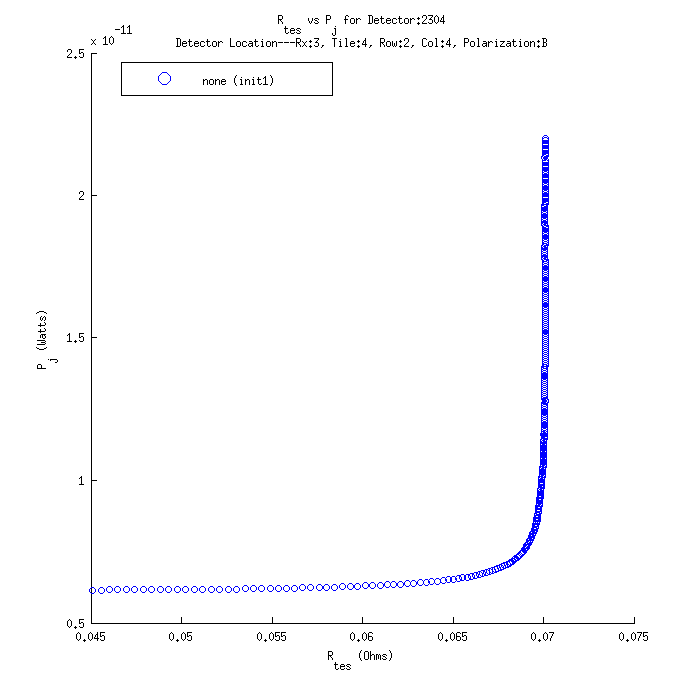 R_tes vs P_j for Detector:2304
Detector Location---Rx:3, Tile:4, Row:2, Col:4, Polarization:B
x 10^-11
none (init1)
2.5
2
1.5
1
0.5
P_j (Watts)
0.045 0.05 0.055 0.06 0.065 0.07 0.075
R_tes (Ohms)